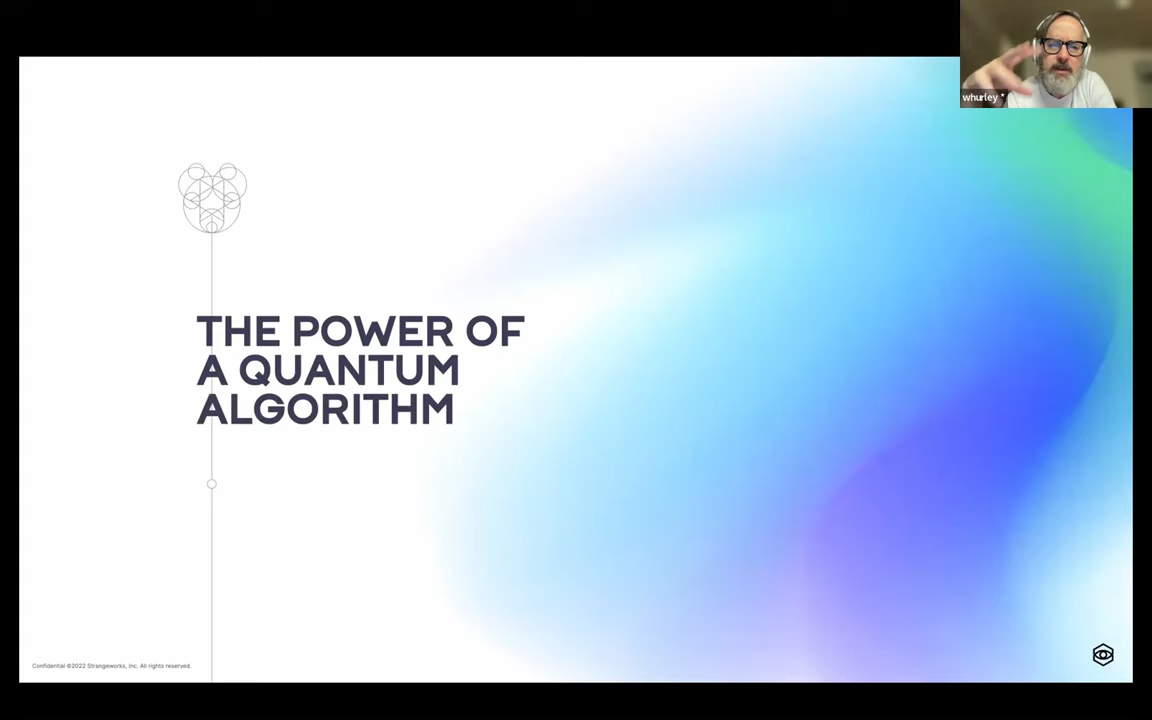 whurley *
THE POWER OF
A QUANTUM
ALGORITHM
Confidential ©2022 Strangeworks, Inc. All rights reserved.